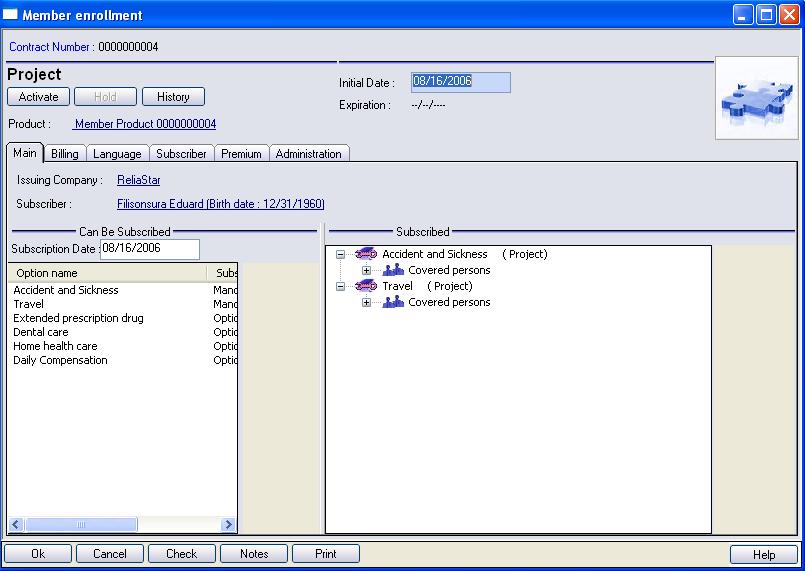 Member enrollment
Contract Number : 0000000004
Project
Activate Hold History
Initial Date : 08/16/2006
Expiration : --/--/----
Product : Member Product 0000000004
Main Billing Language Subscriber Premium Administration
Issuing Company : ReliaStar
Subscriber : Filisonsura Eduard (Birth date : 12/31/1960)
Can Be Subscribed
Subscription Date : 08/16/2006
Option name Subs
Accident and Sickness Mand
Travel Mand
Extended prescription drug Optio
Dental care Optio
Home health care Optio
Daily Compensation Optio
Subscribed
Accident and Sickness ( Project)
Covered persons
Travel ( Project)
Covered persons
Ok Cancel Check Notes Print Help